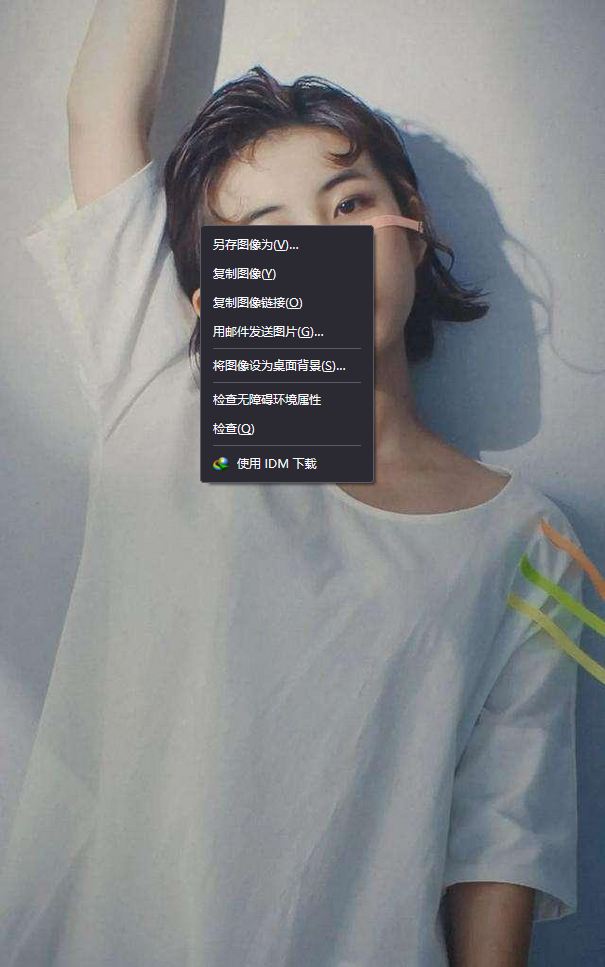 另存图像为(V)...
复制图像(Y)
复制图像链接(O)
用邮件发送图片(G)...
将图像设为桌面背景(S)...
检查无障碍环境属性
检查(Q)
使用 IDM 下载